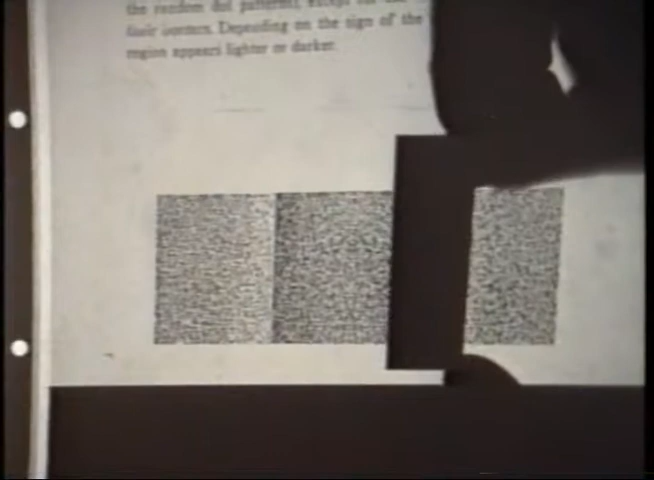 the random dot patterns, except for the
their centers. Depending on the sign of the
region appears lighter or darker.